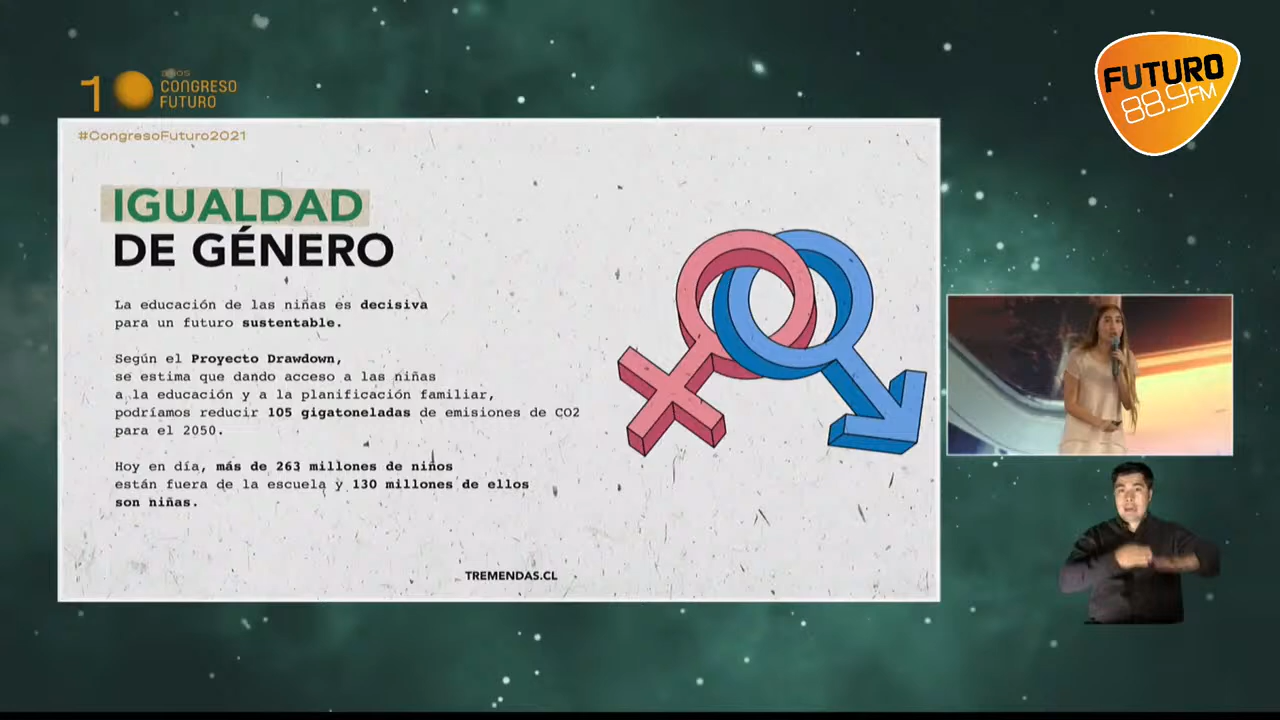 10 años
CONGRESO
FUTURO
FUTURO
88.9FM
#CongresoFuturo2021
IGUALDAD
DE GÉNERO
La educación de las niñas es decisiva
para un futuro sustentable.
Según el Proyecto Drawdown,
se estima que dando acceso a las niñas
a la educación y a la planificación familiar,
podríamos reducir 105 gigatoneladas de emisiones de CO2
para el 2050.
Hoy en día, más de 263 millones de niños
están fuera de la escuela y 130 millones de ellos
son niñas.
TREMENDAS.CL